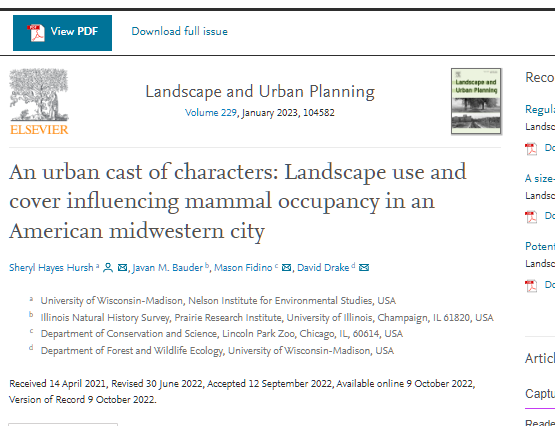 View PDF
Download full issue
ELSEVIER
Landscape and Urban Planning
Volume 229, January 2023, 104582
Landscape and
Urban Planning
An urban cast of characters: Landscape use and
cover influencing mammal occupancy in an
American midwestern city
Sheryl Hayes Hursh a, Javan M. Bauder b, Mason Fidino c, David Drake d
a University of Wisconsin-Madison, Nelson Institute for Environmental Studies, USA
b Illinois Natural History Survey, Prairie Research Institute, University of Illinois, Champaign, IL 61820, USA
c Department of Conservation and Science, Lincoln Park Zoo, Chicago, IL, 60614, USA
d Department of Forest and Wildlife Ecology, University of Wisconsin-Madison, USA
Received 14 April 2021, Revised 30 June 2022, Accepted 12 September 2022, Available online 9 October 2022,
Version of Record 9 October 2022.
Reco
Regula
Landsc
Do
A size-
Landsc
Do
Potent
Landsc
Do
Articl
Captu
Reade